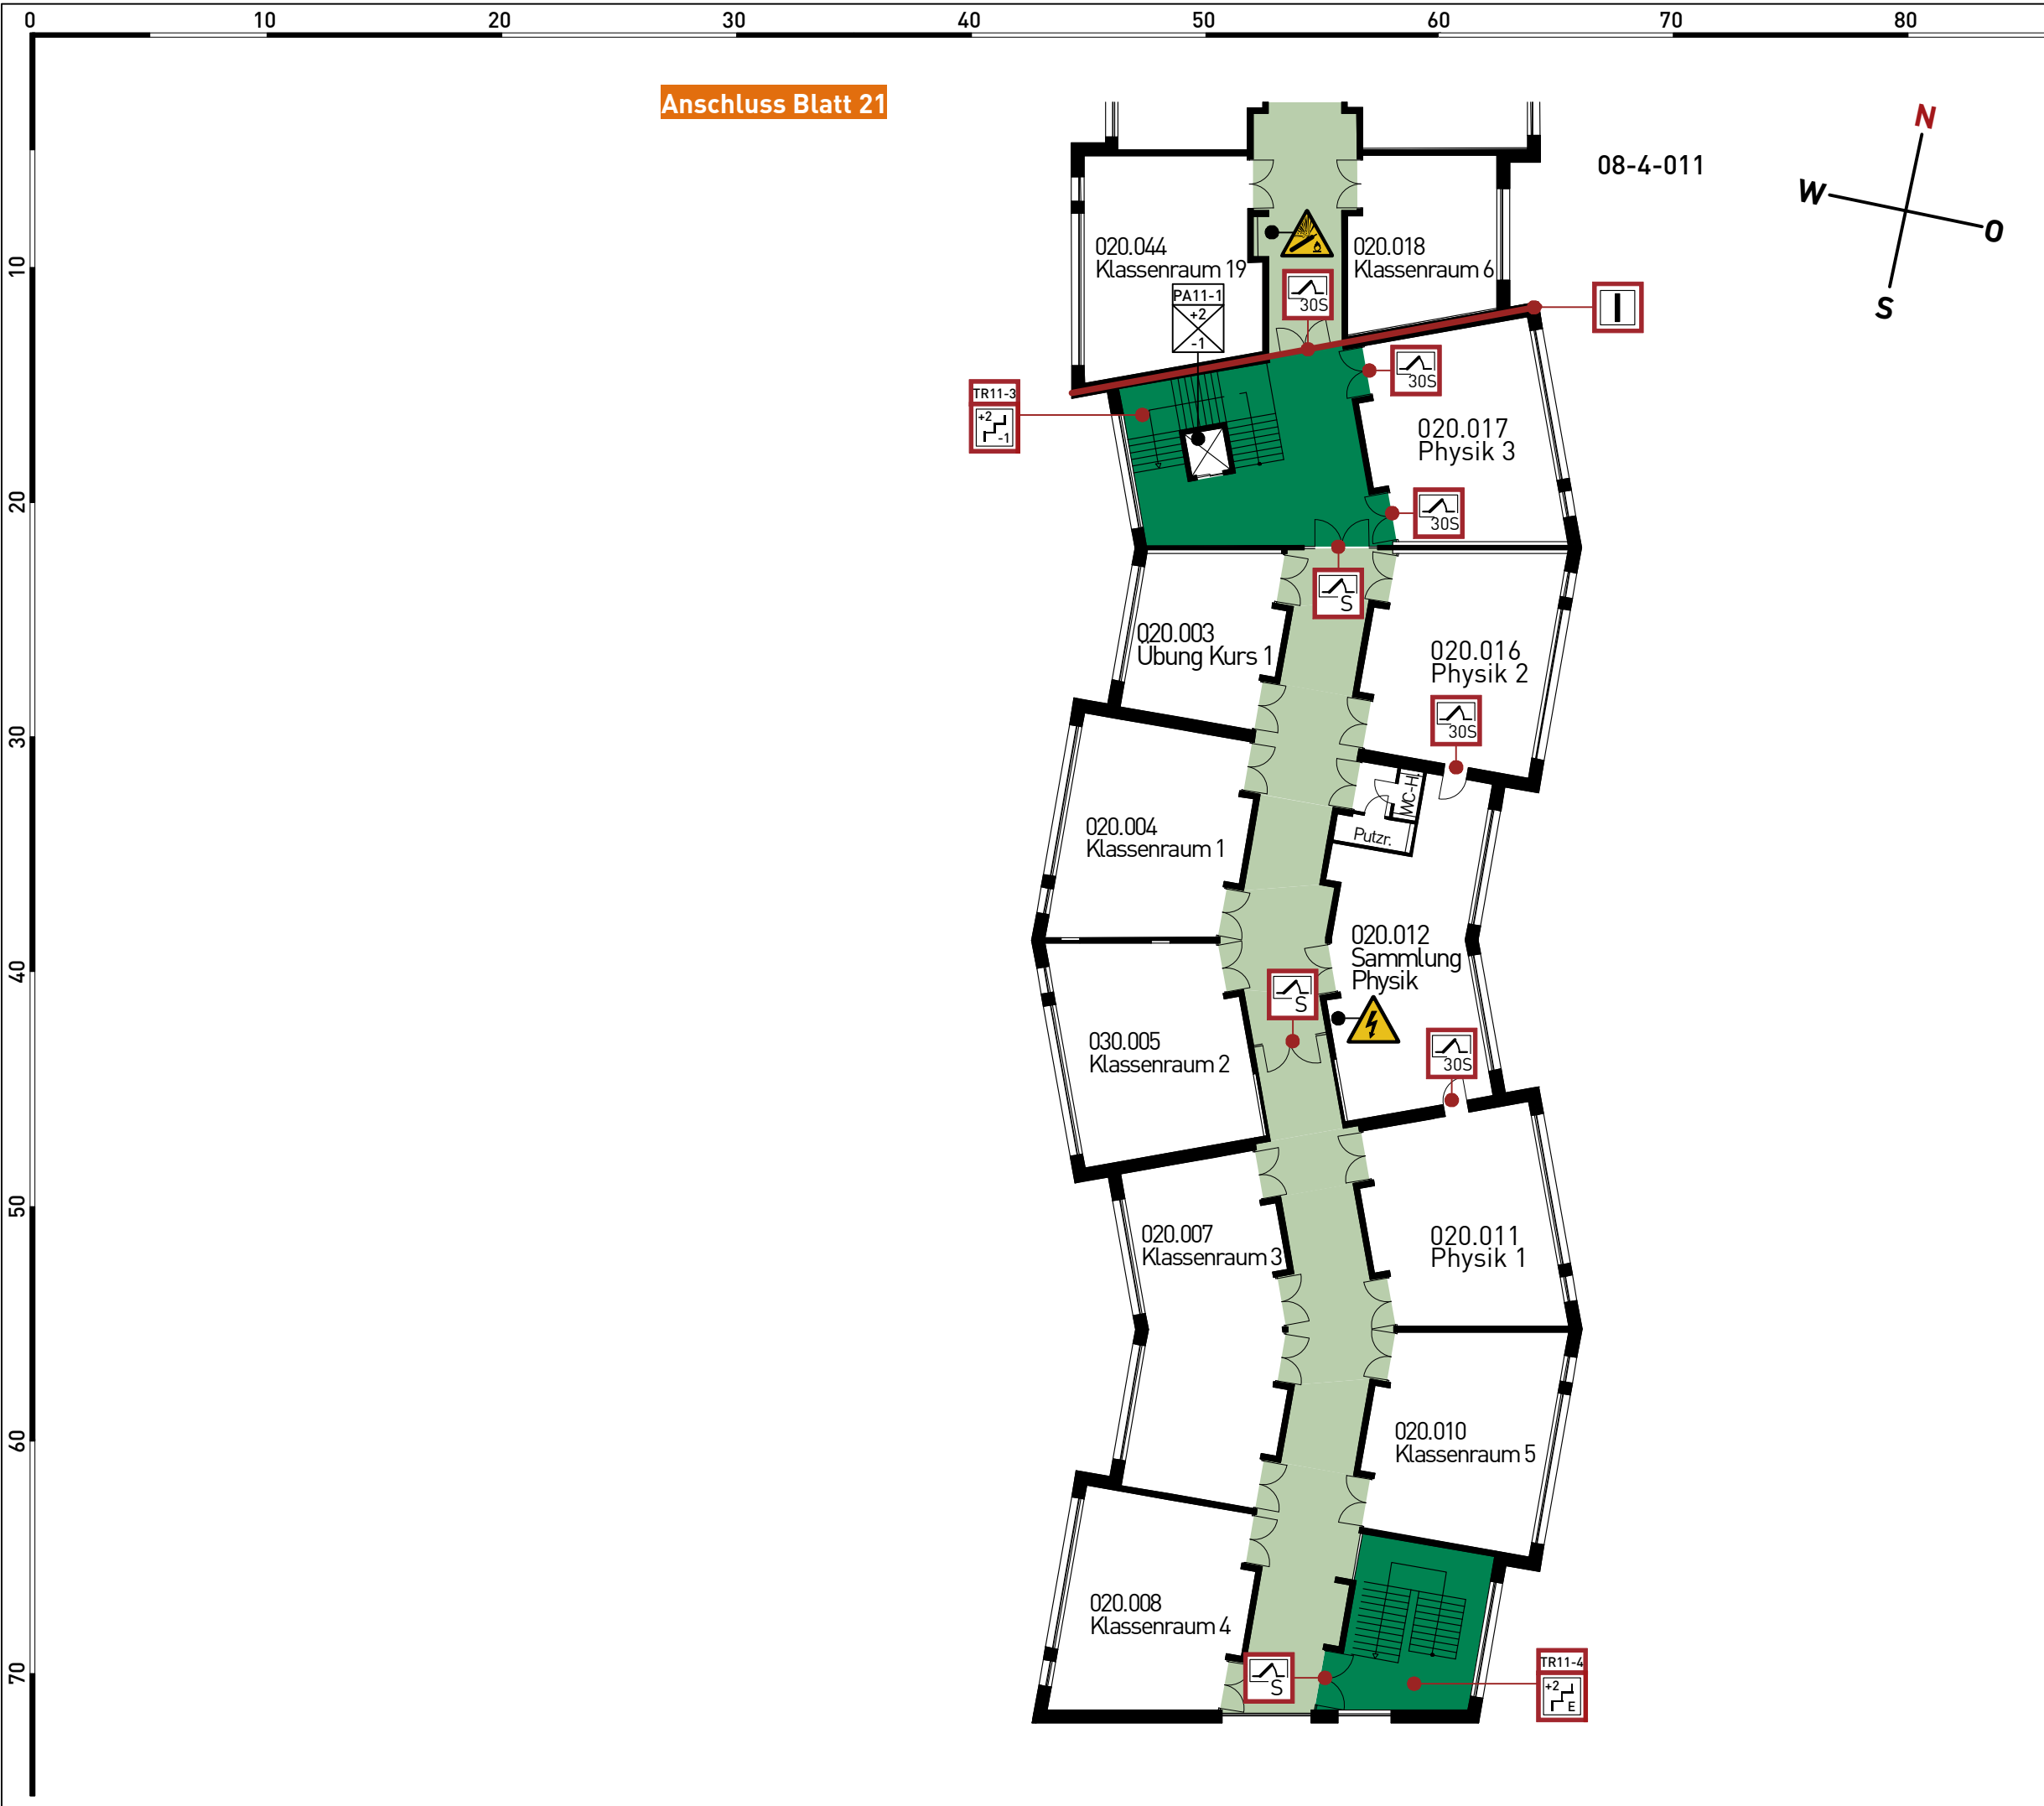 0 10 20 30 40 50 60 70 80
Anschluss Blatt 21
N
W
O
S
08-4-011
10
20
30
40
50
60
70
020.044
Klassenraum 19
020.018
Klassenraum 6
30S
PA11-1
+2
-1
I
30S
TR11-3
+2
-1
020.017
Physik 3
30S
S
020.003
Übung Kurs 1
020.016
Physik 2
30S
WC-H.
Putzr.
020.004
Klassenraum 1
020.012
Sammlung
Physik
S
030.005
Klassenraum 2
30S
020.007
Klassenraum 3
020.011
Physik 1
020.010
Klassenraum 5
020.008
Klassenraum 4
S
TR11-4
+2
E